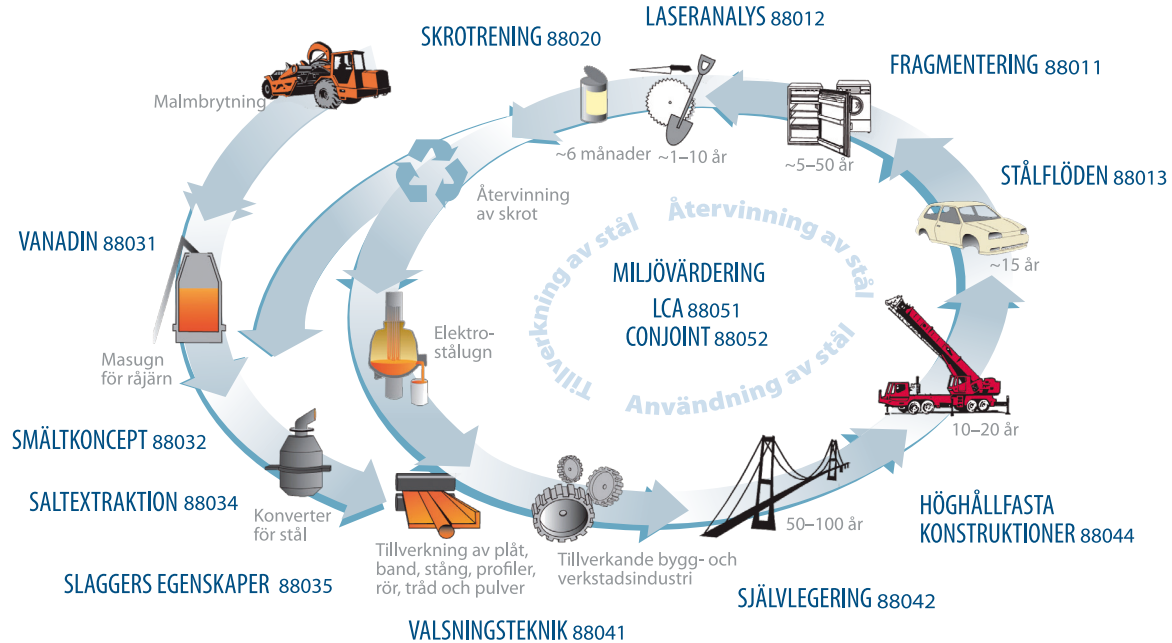 LASERANALYS 88012
SKROTRENING 88020
FRAGMENTERING 88011
Malmbrytning
~6 månader
~1–10 år
~5–50 år
STÅLFLÖDEN 88013
Återvinning
av skrot
VANADIN 88031
~15 år
Tillverkning av stål
Återvinning av stål
Användning av stål
MILJÖVÄRDERING
LCA 88051
CONJOINT 88052
Elektro-
stålugn
Masugn
för råjärn
10–20 år
SMÄLTKONCEPT 88032
SALTEXTRAKTION 88034
Konverter
för stål
50–100 år
HÖGHÅLLFASTA
KONSTRUKTIONER 88044
Tillverkning av plåt,
band, stång, profiler,
rör, tråd och pulver
Tillverkande bygg- och
verkstadsindustri
SLAGGERS EGENSKAPER 88035
SJÄLVLEGERING 88042
VALSNINGSTEKNIK 88041